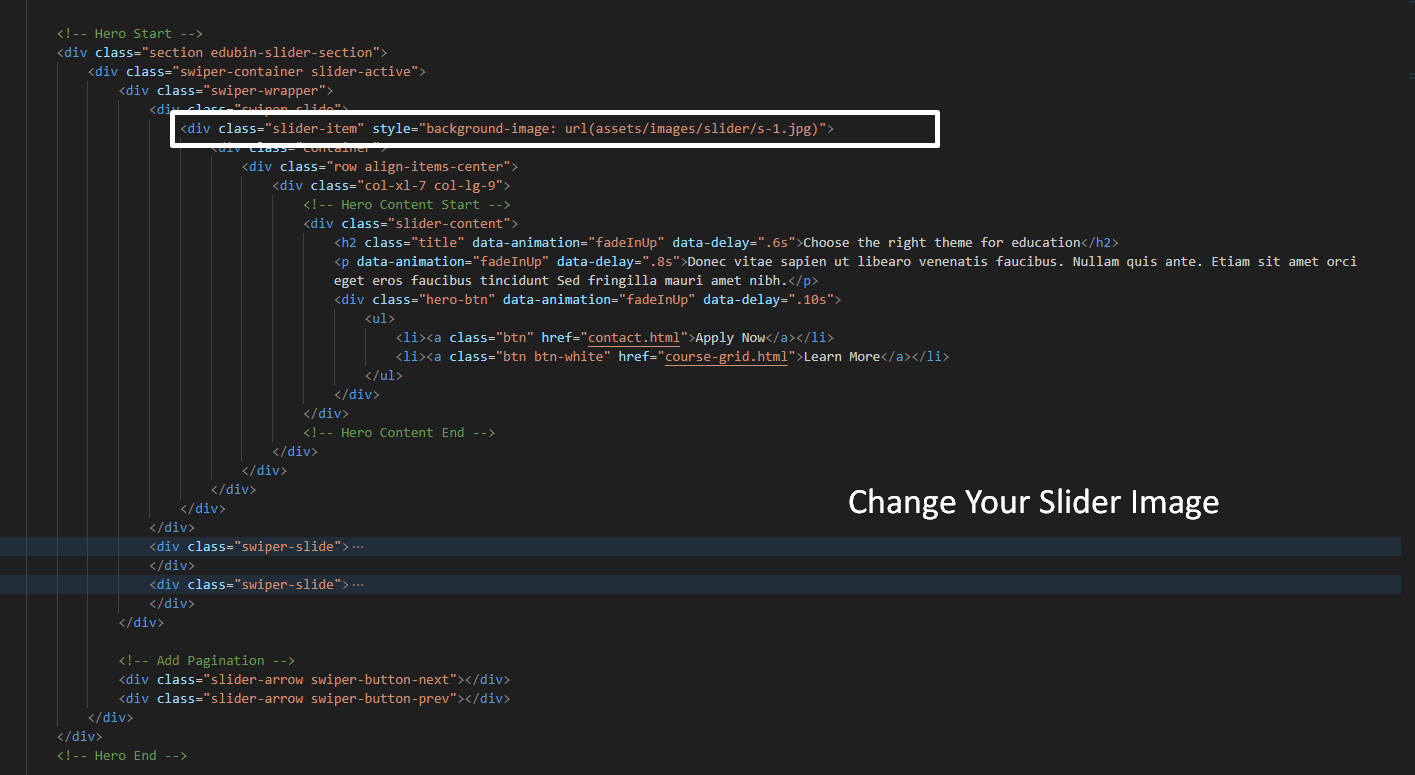 <!-- Hero Start -->
<div class="section edubin-slider-section">
<div class="swiper-container slider-active">
<div class="swiper-wrapper">
<div class="swiper-slide">
<div class="slider-item" style="background-image: url(assets/images/slider/s-1.jpg)">
<div class="container">
<div class="row align-items-center">
<div class="col-xl-7 col-lg-9">
<!-- Hero Content Start -->
<div class="slider-content">
<h2 class="title" data-animation="fadeInUp" data-delay=".6s">Choose the right theme for education</h2>
<p data-animation="fadeInUp" data-delay=".8s">Donec vitae sapien ut libearo venenatis faucibus. Nullam quis ante. Etiam sit amet orci
eget eros faucibus tincidunt Sed fringilla mauri amet nibh.</p>
<div class="hero-btn" data-animation="fadeInUp" data-delay=".10s">
<ul>
<li><a class="btn" href="contact.html">Apply Now</a></li>
<li><a class="btn btn-white" href="course-grid.html">Learn More</a></li>
</ul>
</div>
</div>
<!-- Hero Content End -->
</div>
</div>
</div>
</div>
Change Your Slider Image
</div>
<div class="swiper-slide">···
</div>
<div class="swiper-slide">···
</div>
</div>
<!-- Add Pagination -->
<div class="slider-arrow swiper-button-next"></div>
<div class="slider-arrow swiper-button-prev"></div>
</div>
</div>
<!-- Hero End -->